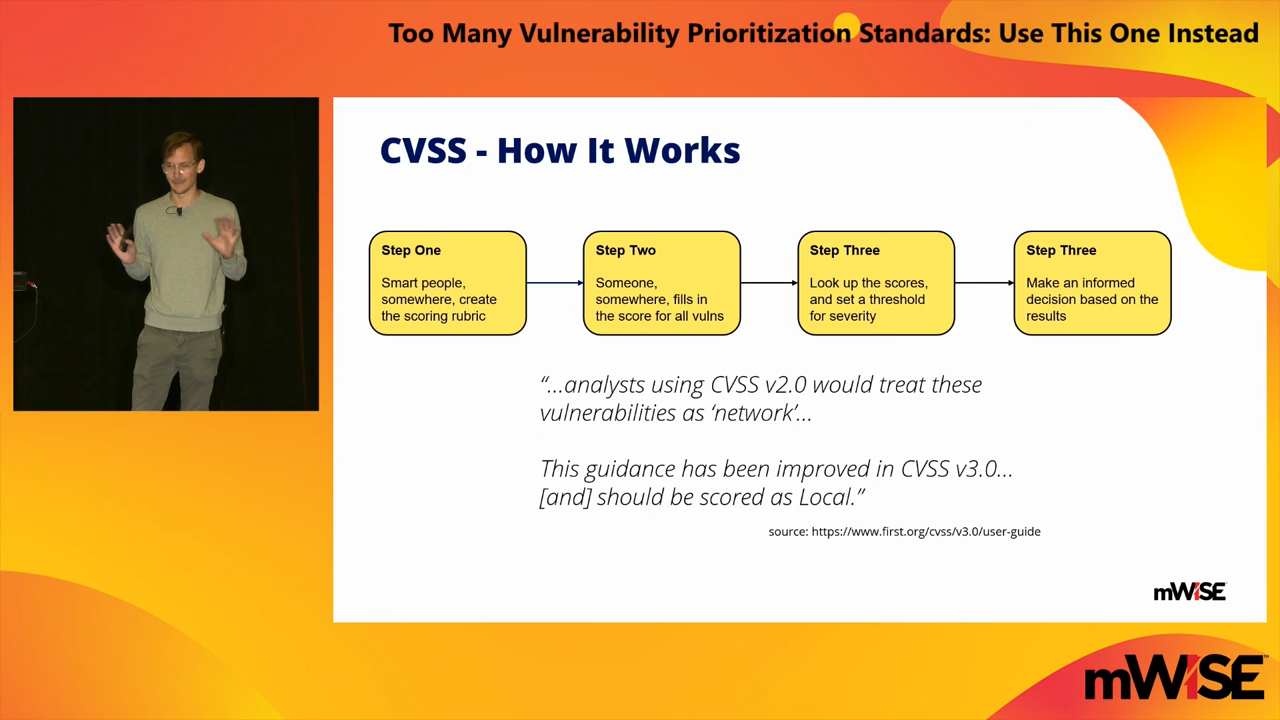 Too Many Vulnerability Prioritization Standards: Use This One Instead
CVSS - How It Works
Step One
Smart people,
somewhere, create
the scoring rubric
Step Two
Someone,
somewhere, fills in
the score for all vulns
Step Three
Look up the scores,
and set a threshold
for severity
Step Three
Make an informed
decision based on the
results
“...analysts using CVSS v2.0 would treat these
vulnerabilities as ‘network’...
This guidance has been improved in CVSS v3.0...
[and] should be scored as Local.”
source: https://www.first.org/cvss/v3.0/user-guide
mWISE
mWISE™